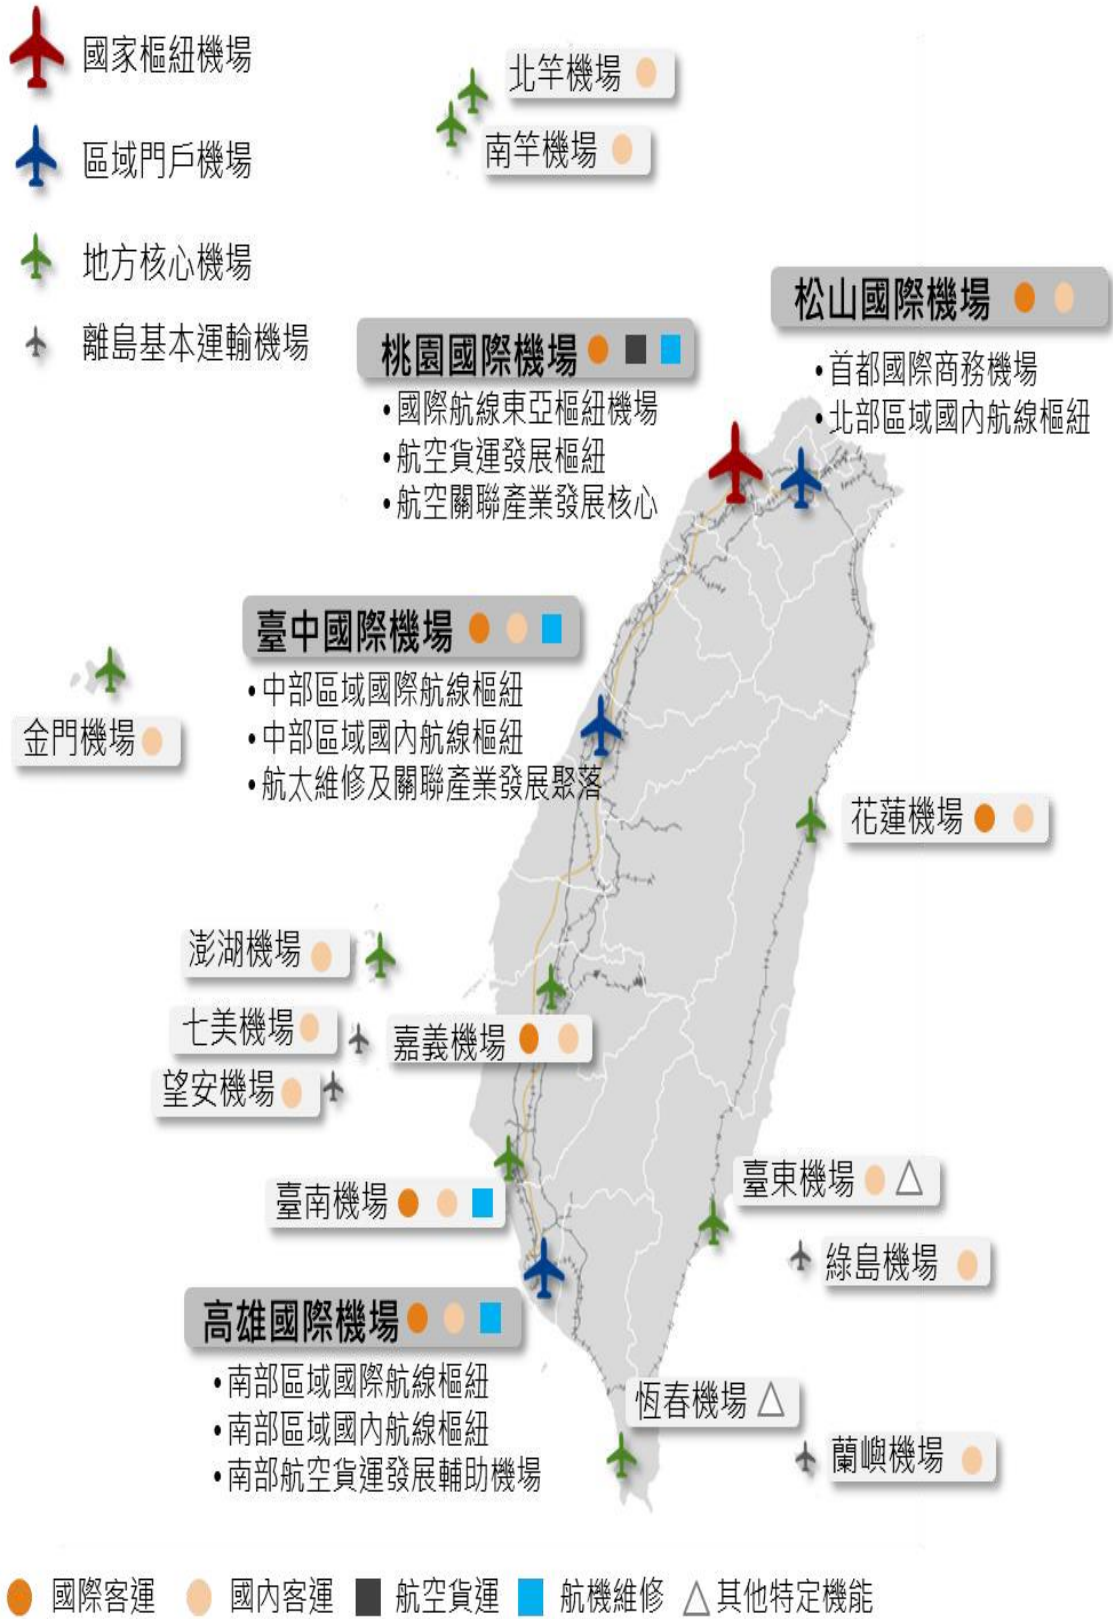 國家樞紐機場
區域門戶機場
地方核心機場
離島基本運輸機場
北竿機場
南竿機場
松山國際機場
•首都國際商務機場
•北部區域國內航線樞紐
桃園國際機場
•國際航線東亞樞紐機場
•航空貨運發展樞紐
•航空關聯產業發展核心
臺中國際機場
•中部區域國際航線樞紐
•中部區域國內航線樞紐
•航太維修及關聯產業發展聚落
金門機場
花蓮機場
澎湖機場
七美機場
嘉義機場
望安機場
臺南機場
臺東機場
綠島機場
高雄國際機場
•南部區域國際航線樞紐
•南部區域國內航線樞紐
•南部航空貨運發展輔助機場
恆春機場
蘭嶼機場
國際客運
國內客運
航空貨運
航機維修
其他特定機能